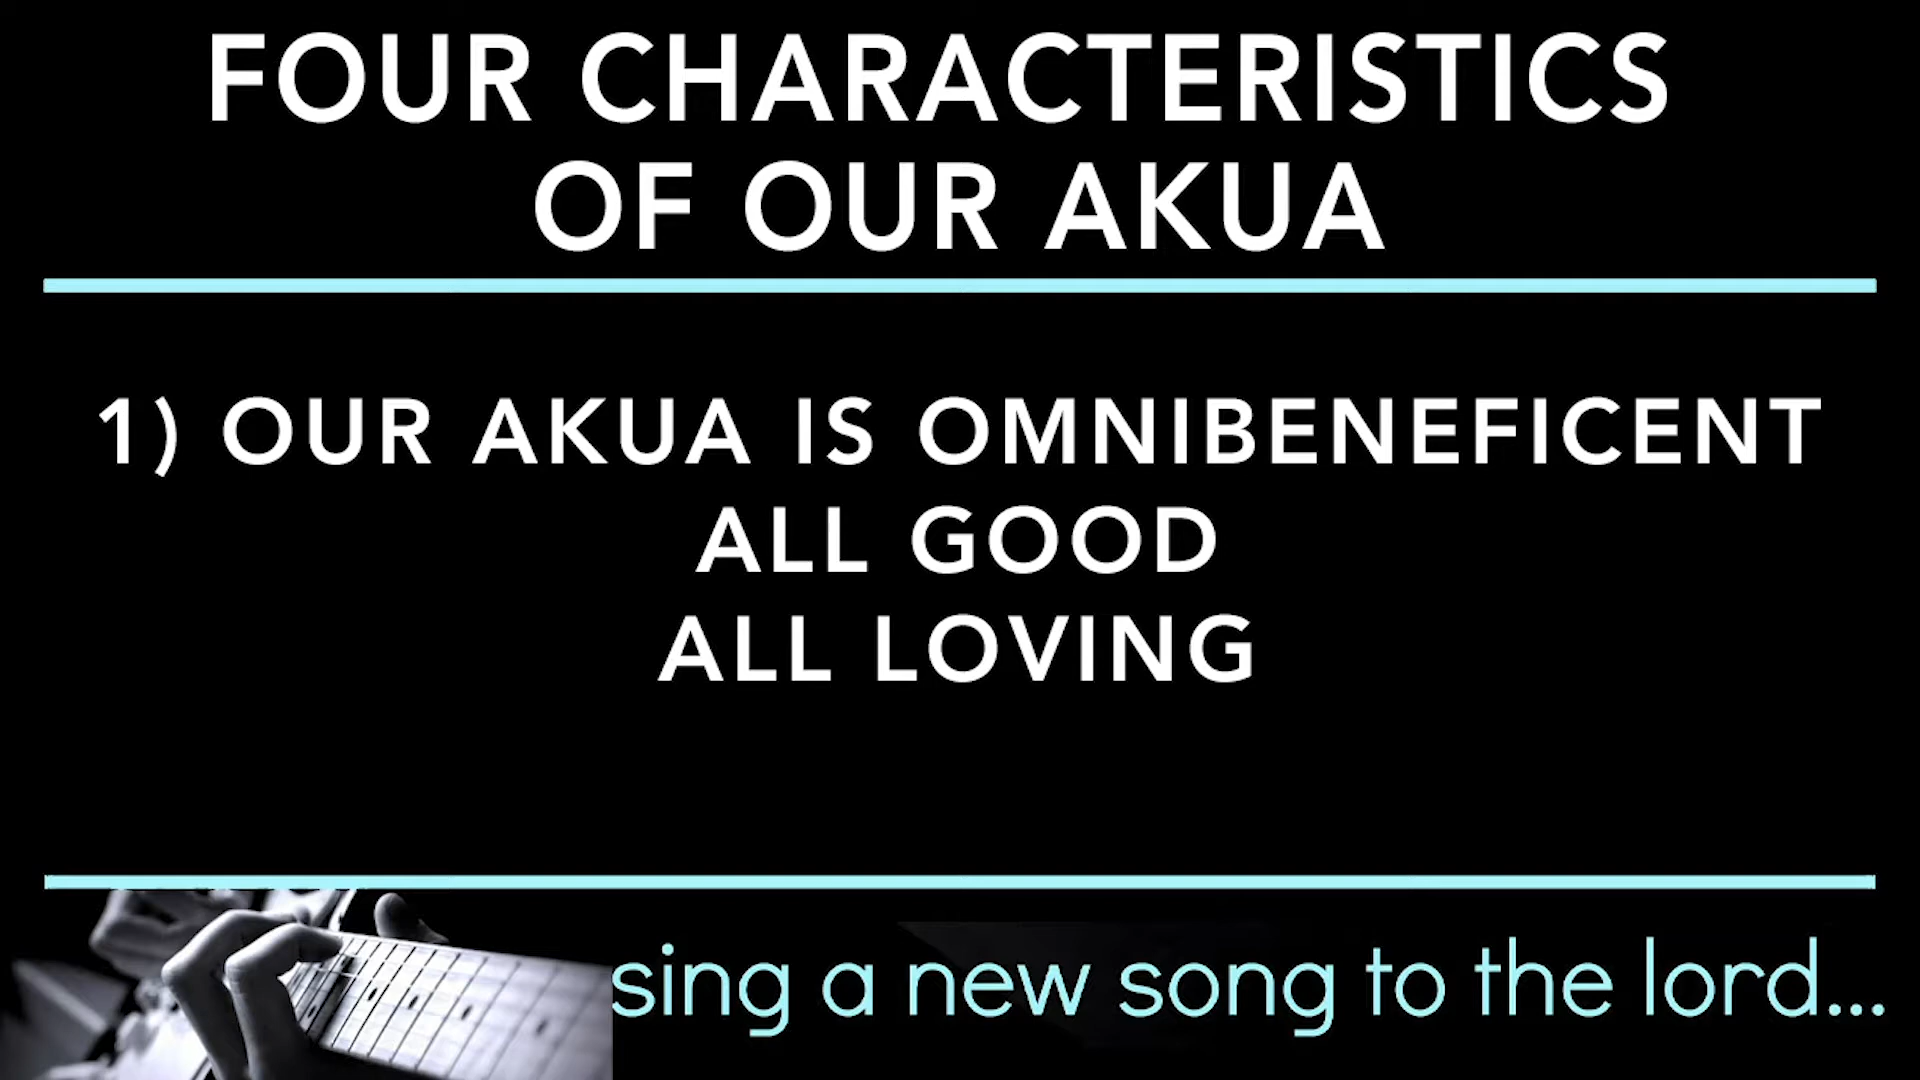 FOUR CHARACTERISTICS
OF OUR AKUA
1) OUR AKUA IS OMNIBENEFICENT
ALL GOOD
ALL LOVING
sing a new song to the lord...